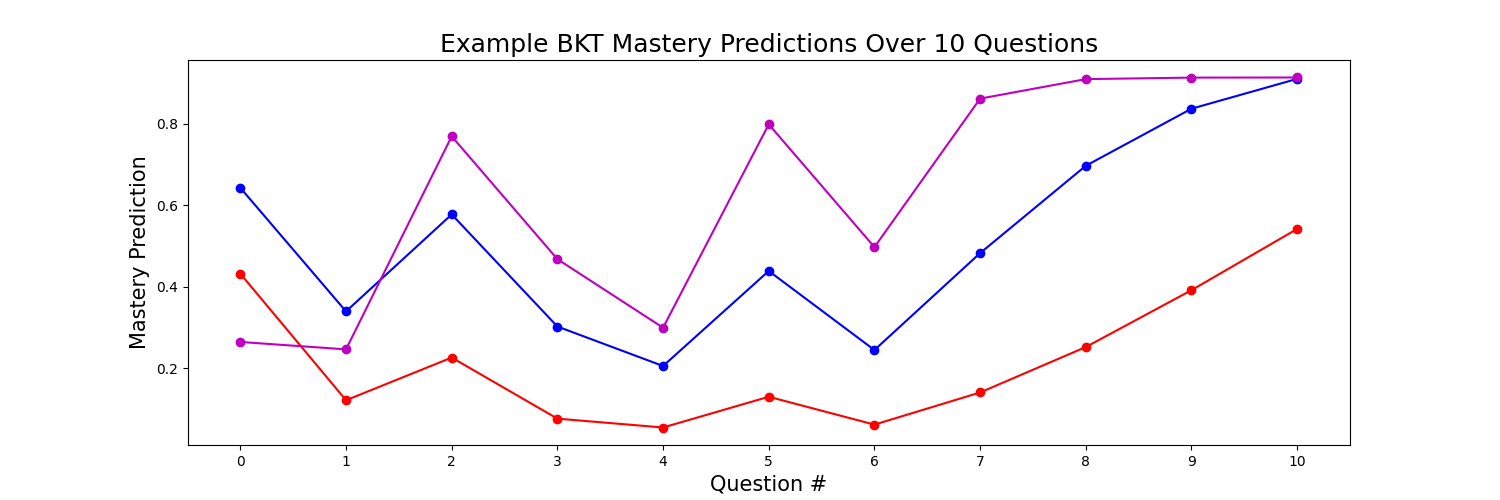 Example BKT Mastery Predictions Over 10 Questions
Mastery Prediction
0.8
0.6
0.4
0.2
0 1 2 3 4 5 6 7 8 9 10
Question #